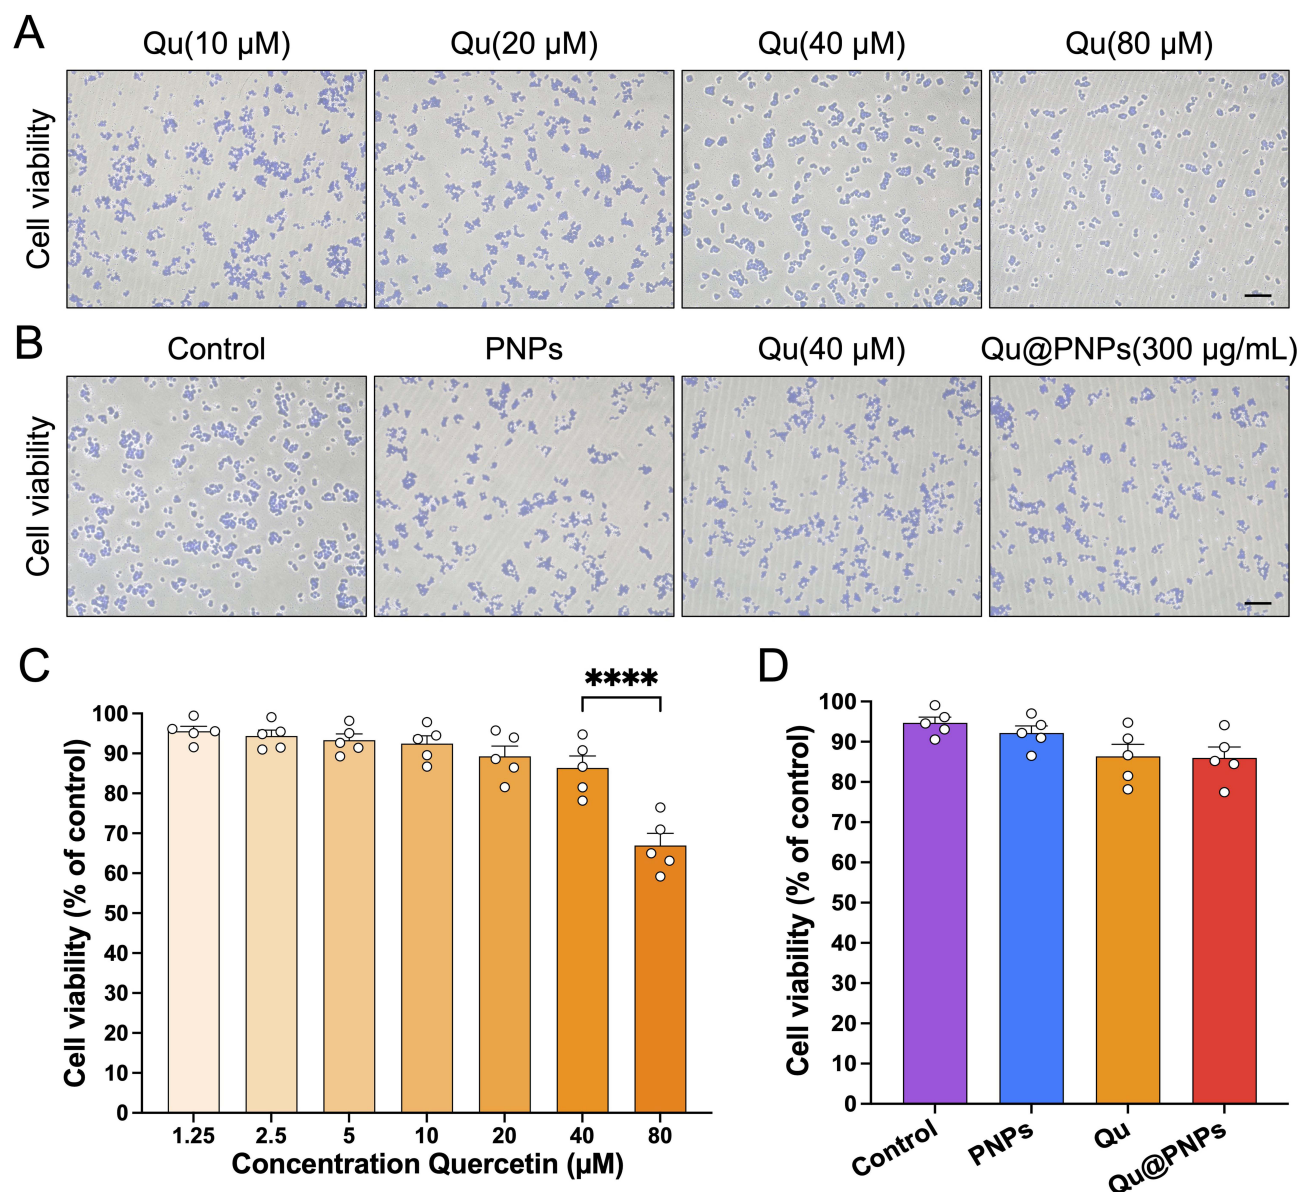 A
Qu(10 µM) Qu(20 µM) Qu(40 µM) Qu(80 µM)
Cell viability
B
Control PNPs Qu(40 µM) Qu@PNPs(300 µg/mL)
Cell viability
C
Cell viability (% of control)
100
90
80
70
60
50
40
30
20
10
0
****
1.25 2.5 5 10 20 40 80
Concentration Quercetin (µM)
D
Cell viability (% of control)
100
90
80
70
60
50
40
30
20
10
0
Control PNPs Qu Qu@PNPs